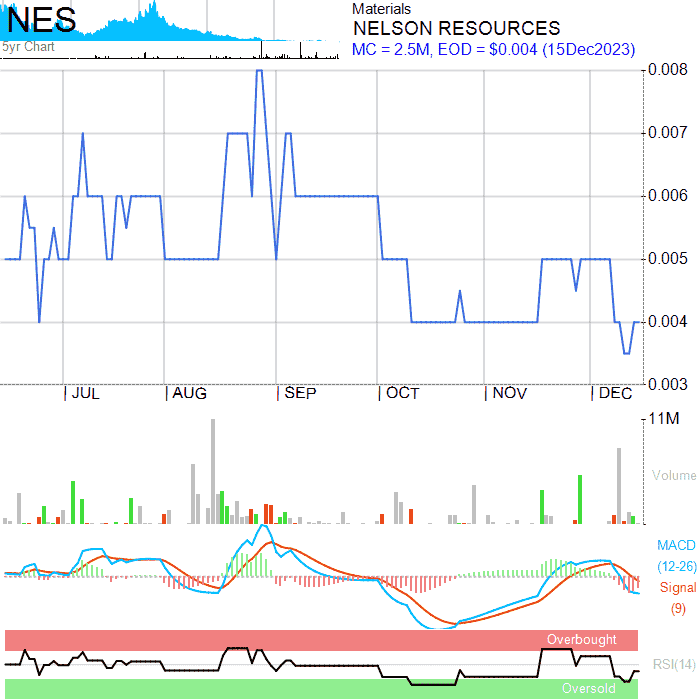 NES
5yr Chart
Materials
NELSON RESOURCES
MC = 2.5M, EOD = $0.004 (15Dec2023)
0.008
0.007
0.006
0.005
0.004
0.003
JUL AUG SEP OCT NOV DEC
11M
Volume
MACD
(12-26)
Signal
(9)
Overbought
RSI(14)
Oversold